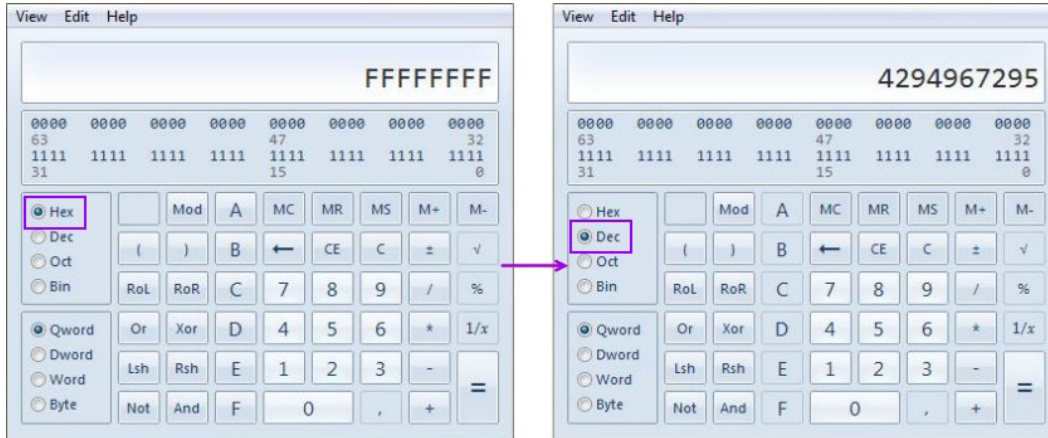 View Edit Help
FFFFFFFF
0000 0000 0000 0000 0000 0000 0000 0000
63 47 32
1111 1111 1111 1111 1111 1111 1111 1111
31 15 0
Hex
Dec
Oct
Bin
Qword
Dword
Word
Byte
Mod A MC MR MS M+ M-
( ) B ← CE C ± √
RoL RoR C 7 8 9 / %
Or Xor D 4 5 6 * 1/x
Lsh Rsh E 1 2 3 - =
Not And F 0 , +
View Edit Help
4294967295
0000 0000 0000 0000 0000 0000 0000 0000
63 47 32
1111 1111 1111 1111 1111 1111 1111 1111
31 15 0
Hex
Dec
Oct
Bin
Qword
Dword
Word
Byte
Mod A MC MR MS M+ M-
( ) B ← CE C ± √
RoL RoR C 7 8 9 / %
Or Xor D 4 5 6 * 1/x
Lsh Rsh E 1 2 3 - =
Not And F 0 , +